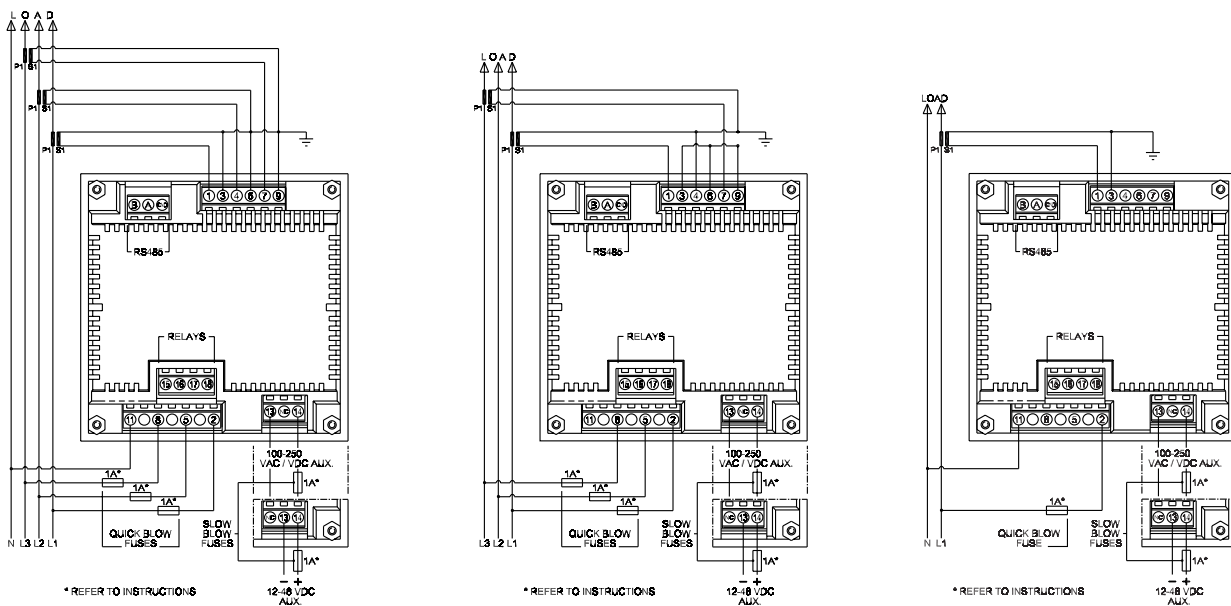 L O A D
P1 S1
P1 S1
P1 S1
1 3 4 6 7 9
B A
RS485
RELAYS
15 16 17 18
11 8 5 2
13 14
100-250
VAC / VDC AUX.
1A*
1A*
1A*
1A*
13 14
N L3 L2 L1
QUICK BLOW
FUSES
SLOW
BLOW
FUSES
1A*
− +
12-48 VDC
AUX.
* REFER TO INSTRUCTIONS
LOAD
P1 S1
P1 S1
1 3 4 6 7 9
B A
RS485
RELAYS
15 16 17 18
11 8 5 2
13 14
100-250
VAC / VDC AUX.
1A*
1A*
1A*
1A*
13 14
L3 L2 L1
QUICK BLOW
FUSES
SLOW
BLOW
FUSES
1A*
− +
12-48 VDC
AUX.
* REFER TO INSTRUCTIONS
LOAD
P1 S1
1 3 4 6 7 9
B A
RS485
RELAYS
15 16 17 18
11 8 5 2
13 14
100-250
VAC / VDC AUX.
1A*
1A*
13 14
N L1
QUICK BLOW
FUSE
SLOW
BLOW
FUSES
1A*
− +
12-48 VDC
AUX.
* REFER TO INSTRUCTIONS